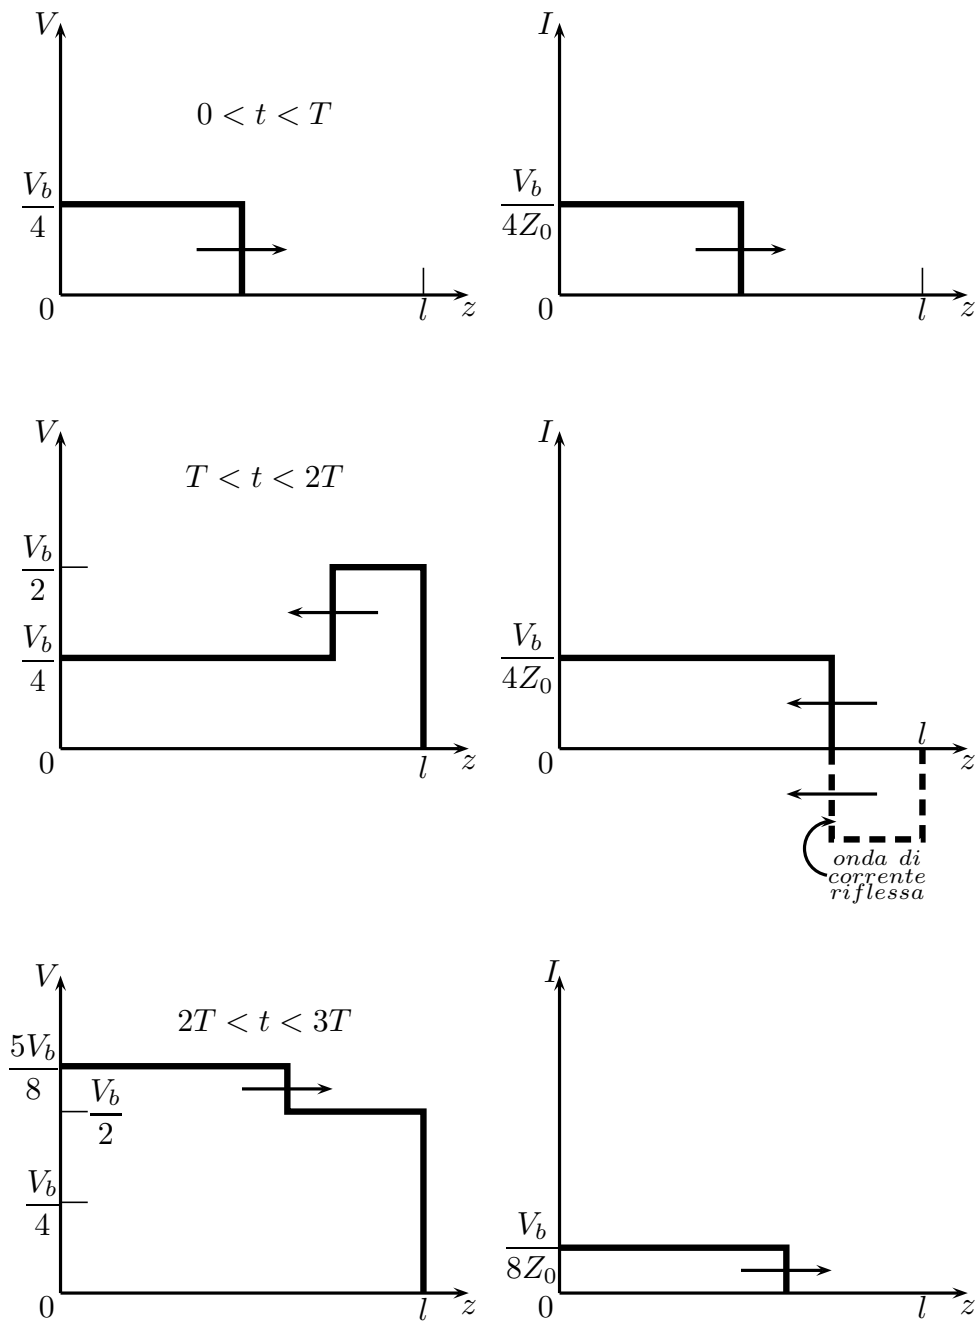 V
0 < t < T
V_b
4
0
l
z
I
V_b
4Z_0
0
l
z
V
T < t < 2T
V_b
2
V_b
4
0
l
z
I
V_b
4Z_0
0
l
z
onda di
corrente
riflessa
V
2T < t < 3T
5V_b
8
V_b
2
V_b
4
0
l
z
I
V_b
8Z_0
0
l
z